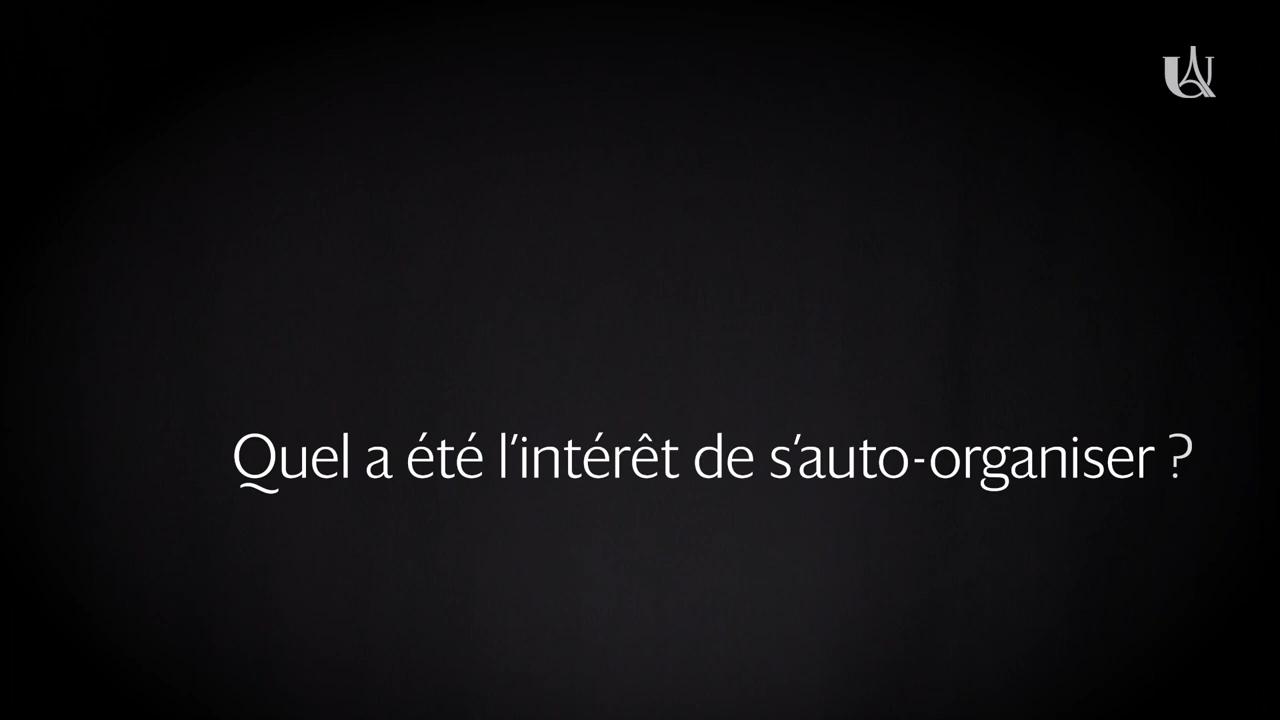 Quel a été l’intérêt de s’auto-organiser ?